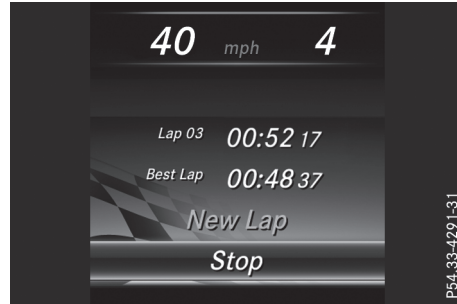 40 mph 4
Lap 03 00:52 17
Best Lap 00:48 37
New Lap
Stop
P54.33-4291-31